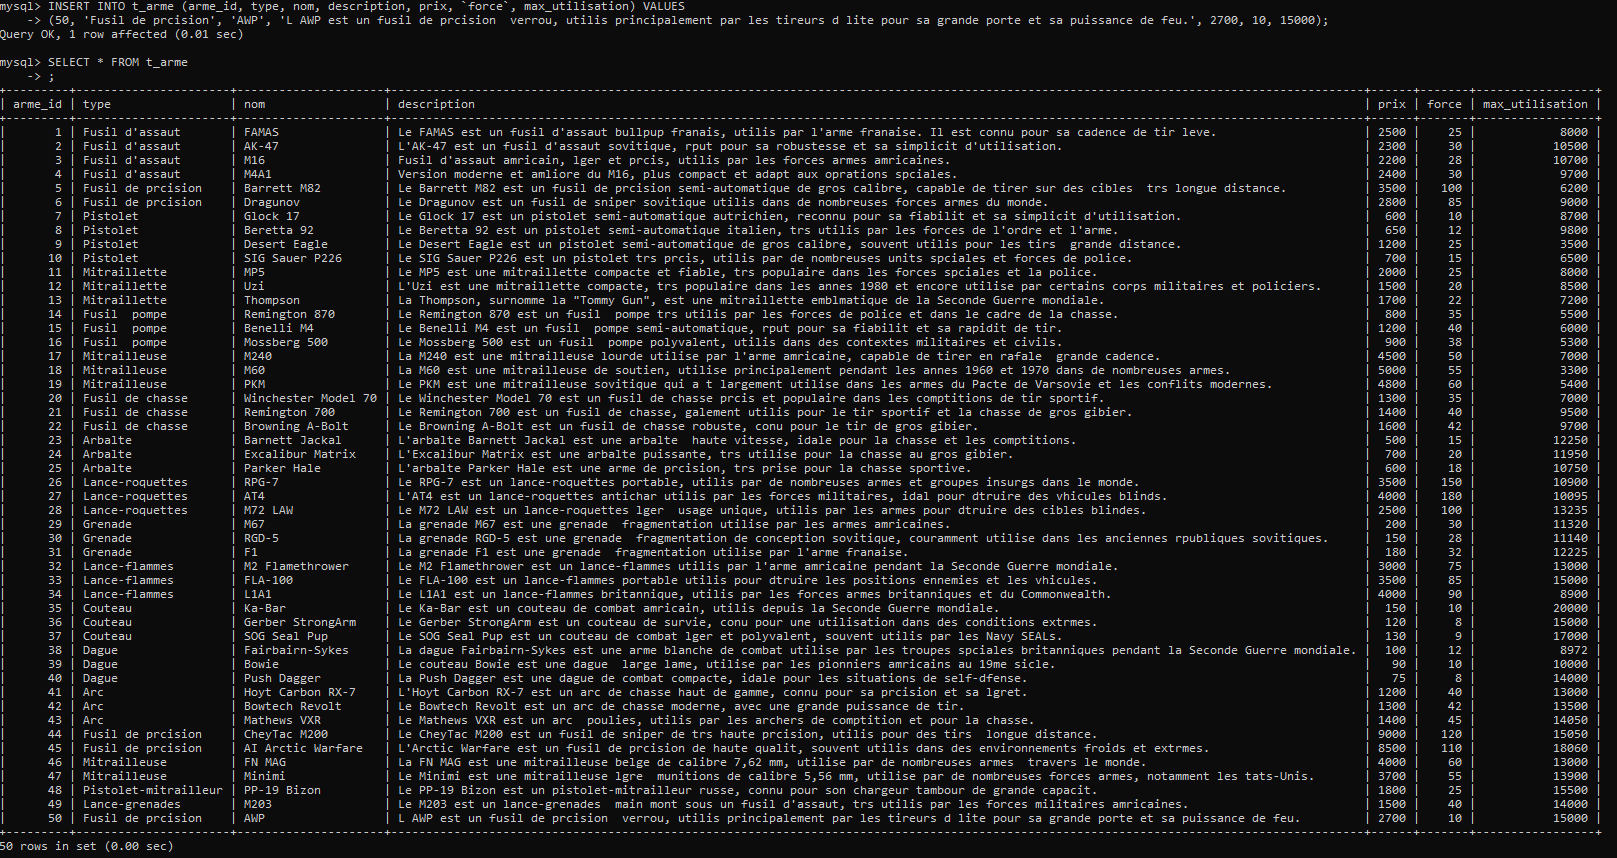 mysql> INSERT INTO t_arme (arme_id, type, nom, description, prix, `force`, max_utilisation) VALUES
-> (50, 'Fusil de prcision', 'AWP', 'L AWP est un fusil de prcision  verrou, utilis principalement par les tireurs d lite pour sa grande porte et sa puissance de feu.', 2700, 10, 15000);
Query OK, 1 row affected (0.01 sec)
mysql> SELECT * FROM t_arme
-> ;
| arme_id | type | nom | description | prix | force | max_utilisation |
| 1 | Fusil d'assaut | FAMAS | Le FAMAS est un fusil d'assaut bullpup franais, utilis par l'arme franaise. Il est connu pour sa cadence de tir leve. | 2500 | 25 | 8000 |
| 2 | Fusil d'assaut | AK-47 | L'AK-47 est un fusil d'assaut sovitique, rput pour sa robustesse et sa simplicit d'utilisation. | 2300 | 30 | 10500 |
| 3 | Fusil d'assaut | M16 | Fusil d'assaut amricain, lger et prcis, utilis par les forces armes amricaines. | 2200 | 28 | 10700 |
| 4 | Fusil d'assaut | M4A1 | Version moderne et amliore du M16, plus compact et adapt aux oprations spciales. | 2400 | 30 | 9700 |
| 5 | Fusil de prcision | Barrett M82 | Le Barrett M82 est un fusil de prcision semi-automatique de gros calibre, capable de tirer sur des cibles  trs longue distance. | 3500 | 100 | 6200 |
| 6 | Fusil de prcision | Dragunov | Le Dragunov est un fusil de sniper sovitique utilis dans de nombreuses forces armes du monde. | 2800 | 85 | 9000 |
| 7 | Pistolet | Glock 17 | Le Glock 17 est un pistolet semi-automatique autrichien, reconnu pour sa fiabilit et sa simplicit d'utilisation. | 600 | 10 | 8700 |
| 8 | Pistolet | Beretta 92 | Le Beretta 92 est un pistolet semi-automatique italien, trs utilis par les forces de l'ordre et l'arme. | 650 | 12 | 9800 |
| 9 | Pistolet | Desert Eagle | Le Desert Eagle est un pistolet semi-automatique de gros calibre, souvent utilis pour les tirs  grande distance. | 1200 | 25 | 3500 |
| 10 | Pistolet | SIG Sauer P226 | Le SIG Sauer P226 est un pistolet trs prcis, utilis par de nombreuses units spciales et forces de police. | 700 | 15 | 6500 |
| 11 | Mitraillette | MP5 | Le MP5 est une mitraillette compacte et fiable, trs populaire dans les forces spciales et la police. | 2000 | 25 | 8000 |
| 12 | Mitraillette | Uzi | L'Uzi est une mitraillette compacte, trs populaire dans les annes 1980 et encore utilise par certains corps militaires et policiers. | 1500 | 20 | 8500 |
| 13 | Mitraillette | Thompson | La Thompson, surnomme la "Tommy Gun", est une mitraillette emblmatique de la Seconde Guerre mondiale. | 1700 | 22 | 7200 |
| 14 | Fusil  pompe | Remington 870 | Le Remington 870 est un fusil  pompe trs utilis par les forces de police et dans le cadre de la chasse. | 800 | 35 | 5500 |
| 15 | Fusil  pompe | Benelli M4 | Le Benelli M4 est un fusil  pompe semi-automatique, rput pour sa fiabilit et sa rapidit de tir. | 1200 | 40 | 6000 |
| 16 | Fusil  pompe | Mossberg 500 | Le Mossberg 500 est un fusil  pompe polyvalent, utilis dans des contextes militaires et civils. | 900 | 38 | 5300 |
| 17 | Mitrailleuse | M240 | La M240 est une mitrailleuse lourde utilise par l'arme amricaine, capable de tirer en rafale  grande cadence. | 4500 | 50 | 7000 |
| 18 | Mitrailleuse | M60 | La M60 est une mitrailleuse de soutien, utilise principalement pendant les annes 1960 et 1970 dans de nombreuses armes. | 5000 | 55 | 3300 |
| 19 | Mitrailleuse | PKM | Le PKM est une mitrailleuse sovitique qui a t largement utilise dans les armes du Pacte de Varsovie et les conflits modernes. | 4800 | 60 | 5400 |
| 20 | Fusil de chasse | Winchester Model 70 | Le Winchester Model 70 est un fusil de chasse prcis et populaire dans les comptitions de tir sportif. | 1300 | 35 | 7000 |
| 21 | Fusil de chasse | Remington 700 | Le Remington 700 est un fusil de chasse, galement utilis pour le tir sportif et la chasse de gros gibier. | 1400 | 40 | 9500 |
| 22 | Fusil de chasse | Browning A-Bolt | Le Browning A-Bolt est un fusil de chasse robuste, conu pour le tir de gros gibier. | 1600 | 42 | 9700 |
| 23 | Arbalte | Barnett Jackal | L'arbalte Barnett Jackal est une arbalte  haute vitesse, idale pour la chasse et les comptitions. | 500 | 15 | 12250 |
| 24 | Arbalte | Excalibur Matrix | L'Excalibur Matrix est une arbalte puissante, trs utilise pour la chasse au gros gibier. | 700 | 20 | 11950 |
| 25 | Arbalte | Parker Hale | L'arbalte Parker Hale est une arme de prcision, trs prise pour la chasse sportive. | 600 | 18 | 10750 |
| 26 | Lance-roquettes | RPG-7 | Le RPG-7 est un lance-roquettes portable, utilis par de nombreuses armes et groupes insurgs dans le monde. | 3500 | 150 | 10900 |
| 27 | Lance-roquettes | AT4 | L'AT4 est un lance-roquettes antichar utilis par les forces militaires, idal pour dtruire des vhicules blinds. | 4000 | 180 | 10095 |
| 28 | Lance-roquettes | M72 LAW | Le M72 LAW est un lance-roquettes lger  usage unique, utilis par les armes pour dtruire des cibles blindes. | 2500 | 100 | 13235 |
| 29 | Grenade | M67 | La grenade M67 est une grenade  fragmentation utilise par les armes amricaines. | 200 | 30 | 11320 |
| 30 | Grenade | RGD-5 | La grenade RGD-5 est une grenade  fragmentation de conception sovitique, couramment utilise dans les anciennes rpubliques sovitiques. | 150 | 28 | 11140 |
| 31 | Grenade | F1 | La grenade F1 est une grenade  fragmentation utilise par l'arme franaise. | 180 | 32 | 12225 |
| 32 | Lance-flammes | M2 Flamethrower | Le M2 Flamethrower est un lance-flammes utilis par l'arme amricaine pendant la Seconde Guerre mondiale. | 3000 | 75 | 13000 |
| 33 | Lance-flammes | FLA-100 | Le FLA-100 est un lance-flammes portable utilis pour dtruire les positions ennemies et les vhicules. | 3500 | 85 | 15000 |
| 34 | Lance-flammes | L1A1 | Le L1A1 est un lance-flammes britannique, utilis par les forces armes britanniques et du Commonwealth. | 4000 | 90 | 8900 |
| 35 | Couteau | Ka-Bar | Le Ka-Bar est un couteau de combat amricain, utilis depuis la Seconde Guerre mondiale. | 150 | 10 | 20000 |
| 36 | Couteau | Gerber StrongArm | Le Gerber StrongArm est un couteau de survie, conu pour une utilisation dans des conditions extrmes. | 120 | 8 | 15000 |
| 37 | Couteau | SOG Seal Pup | Le SOG Seal Pup est un couteau de combat lger et polyvalent, souvent utilis par les Navy SEALs. | 130 | 9 | 17000 |
| 38 | Dague | Fairbairn-Sykes | La dague Fairbairn-Sykes est une arme blanche de combat utilise par les troupes spciales britanniques pendant la Seconde Guerre mondiale. | 100 | 12 | 8972 |
| 39 | Dague | Bowie | Le couteau Bowie est une dague  large lame, utilise par les pionniers amricains au 19me sicle. | 90 | 10 | 10000 |
| 40 | Dague | Push Dagger | La Push Dagger est une dague de combat compacte, idale pour les situations de self-dfense. | 75 | 8 | 14000 |
| 41 | Arc | Hoyt Carbon RX-7 | L'Hoyt Carbon RX-7 est un arc de chasse haut de gamme, connu pour sa prcision et sa lgret. | 1200 | 40 | 13000 |
| 42 | Arc | Bowtech Revolt | Le Bowtech Revolt est un arc de chasse moderne, avec une grande puissance de tir. | 1300 | 42 | 13500 |
| 43 | Arc | Mathews VXR | Le Mathews VXR est un arc  poulies, utilis par les archers de comptition et pour la chasse. | 1400 | 45 | 14050 |
| 44 | Fusil de prcision | CheyTac M200 | Le CheyTac M200 est un fusil de sniper de trs haute prcision, utilis pour des tirs  longue distance. | 9000 | 120 | 15050 |
| 45 | Fusil de prcision | AI Arctic Warfare | L'Arctic Warfare est un fusil de prcision de haute qualit, souvent utilis dans des environnements froids et extrmes. | 8500 | 110 | 18060 |
| 46 | Mitrailleuse | FN MAG | La FN MAG est une mitrailleuse belge de calibre 7,62 mm, utilise par de nombreuses armes  travers le monde. | 4000 | 60 | 13000 |
| 47 | Mitrailleuse | Minimi | Le Minimi est une mitrailleuse lgre  munitions de calibre 5,56 mm, utilise par de nombreuses forces armes, notamment les tats-Unis. | 3700 | 55 | 13900 |
| 48 | Pistolet-mitrailleur | PP-19 Bizon | Le PP-19 Bizon est un pistolet-mitrailleur russe, connu pour son chargeur tambour de grande capacit. | 1800 | 25 | 15500 |
| 49 | Lance-grenades | M203 | Le M203 est un lance-grenades  main mont sous un fusil d'assaut, trs utilis par les forces militaires amricaines. | 1500 | 40 | 14000 |
| 50 | Fusil de prcision | AWP | L AWP est un fusil de prcision  verrou, utilis principalement par les tireurs d lite pour sa grande porte et sa puissance de feu. | 2700 | 10 | 15000 |
50 rows in set (0.00 sec)